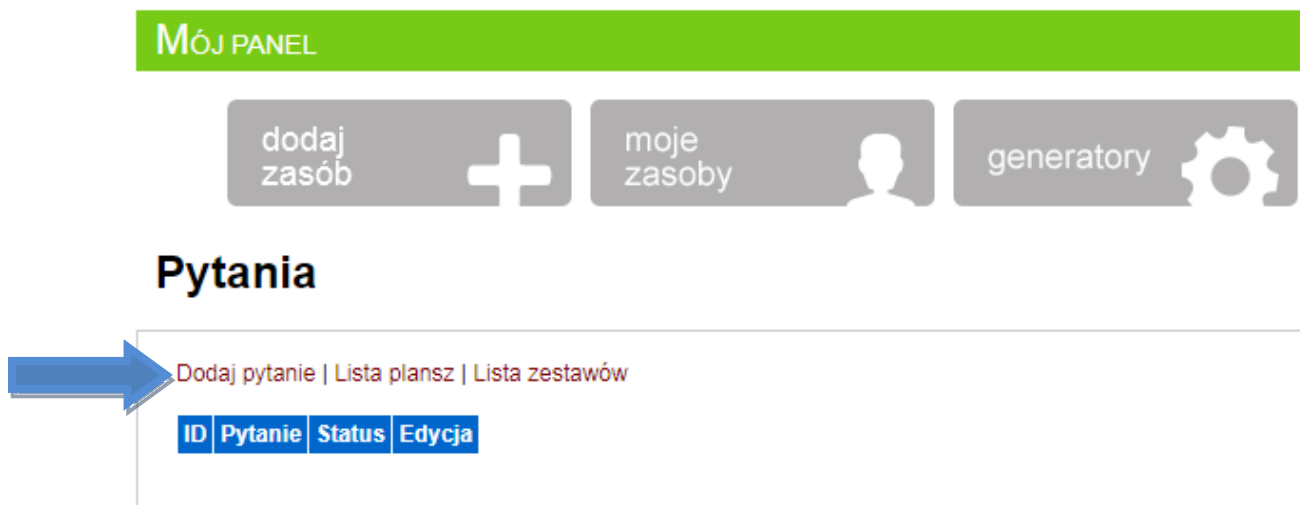 MÓJ PANEL
dodaj
zasób
moje
zasoby
generatory
Pytania
Dodaj pytanie | Lista plansz | Lista zestawów
ID Pytanie Status Edycja